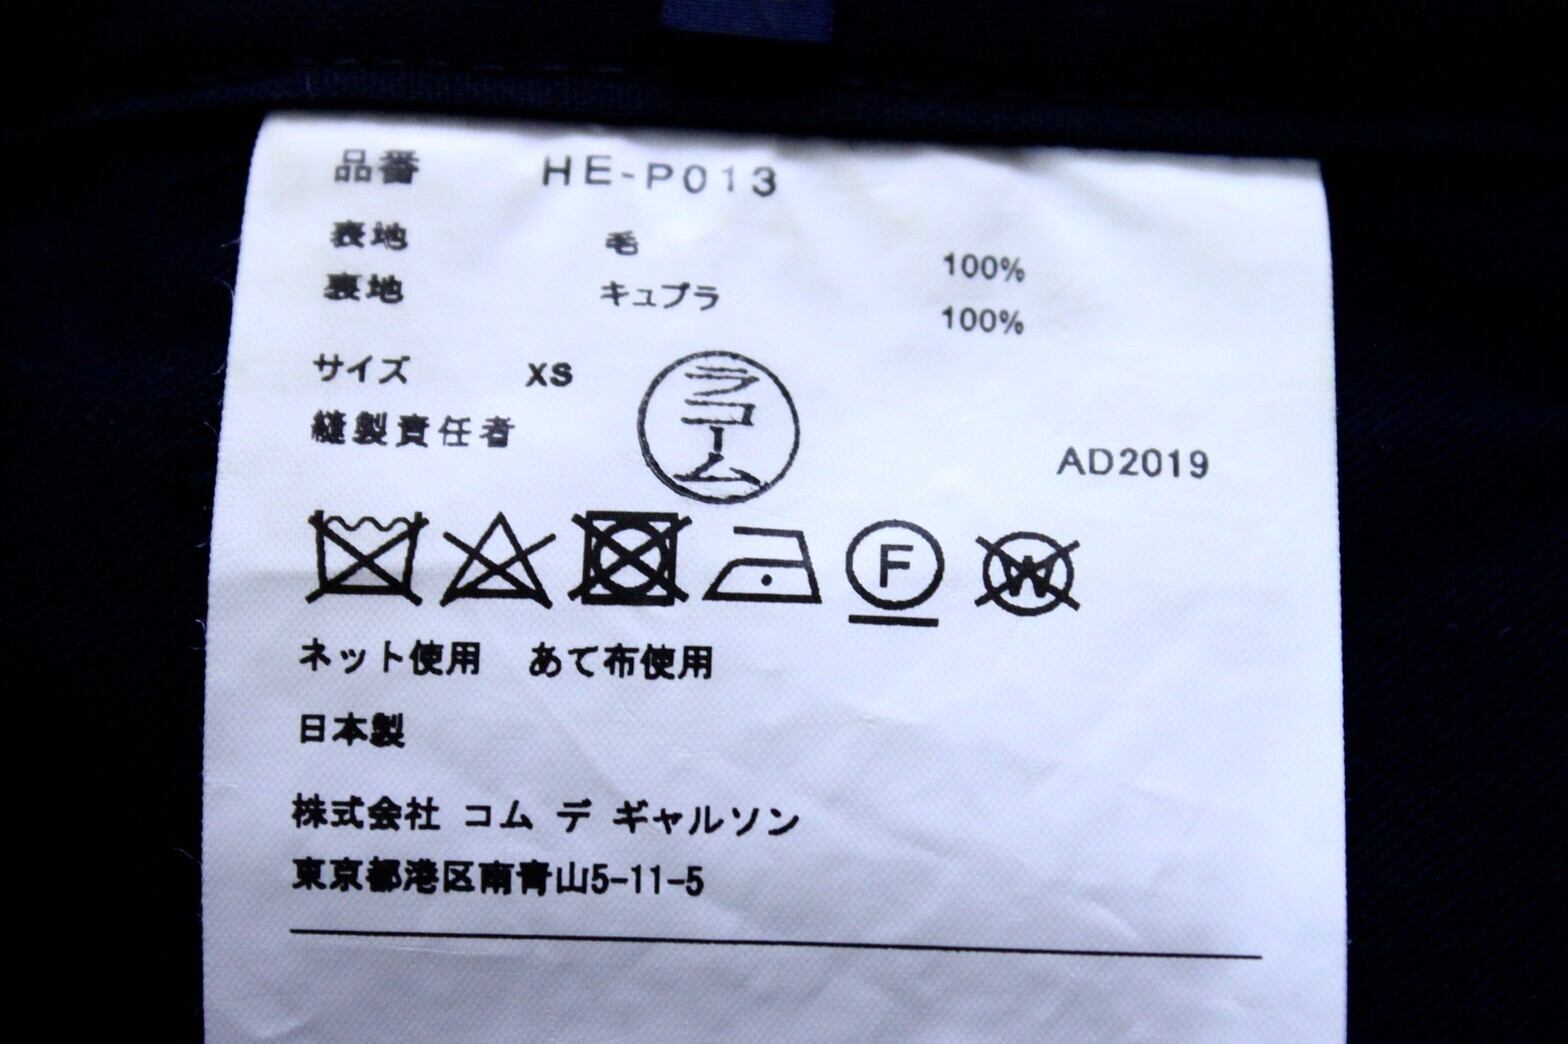 品番 HE-P013
表地 毛 100%
裏地 キュプラ 100%
サイズ XS
縫製責任者 ラコーム AD2019
F W
ネット使用 あて布使用
日本製
株式会社 コム デ ギャルソン
東京都港区南青山5-11-5